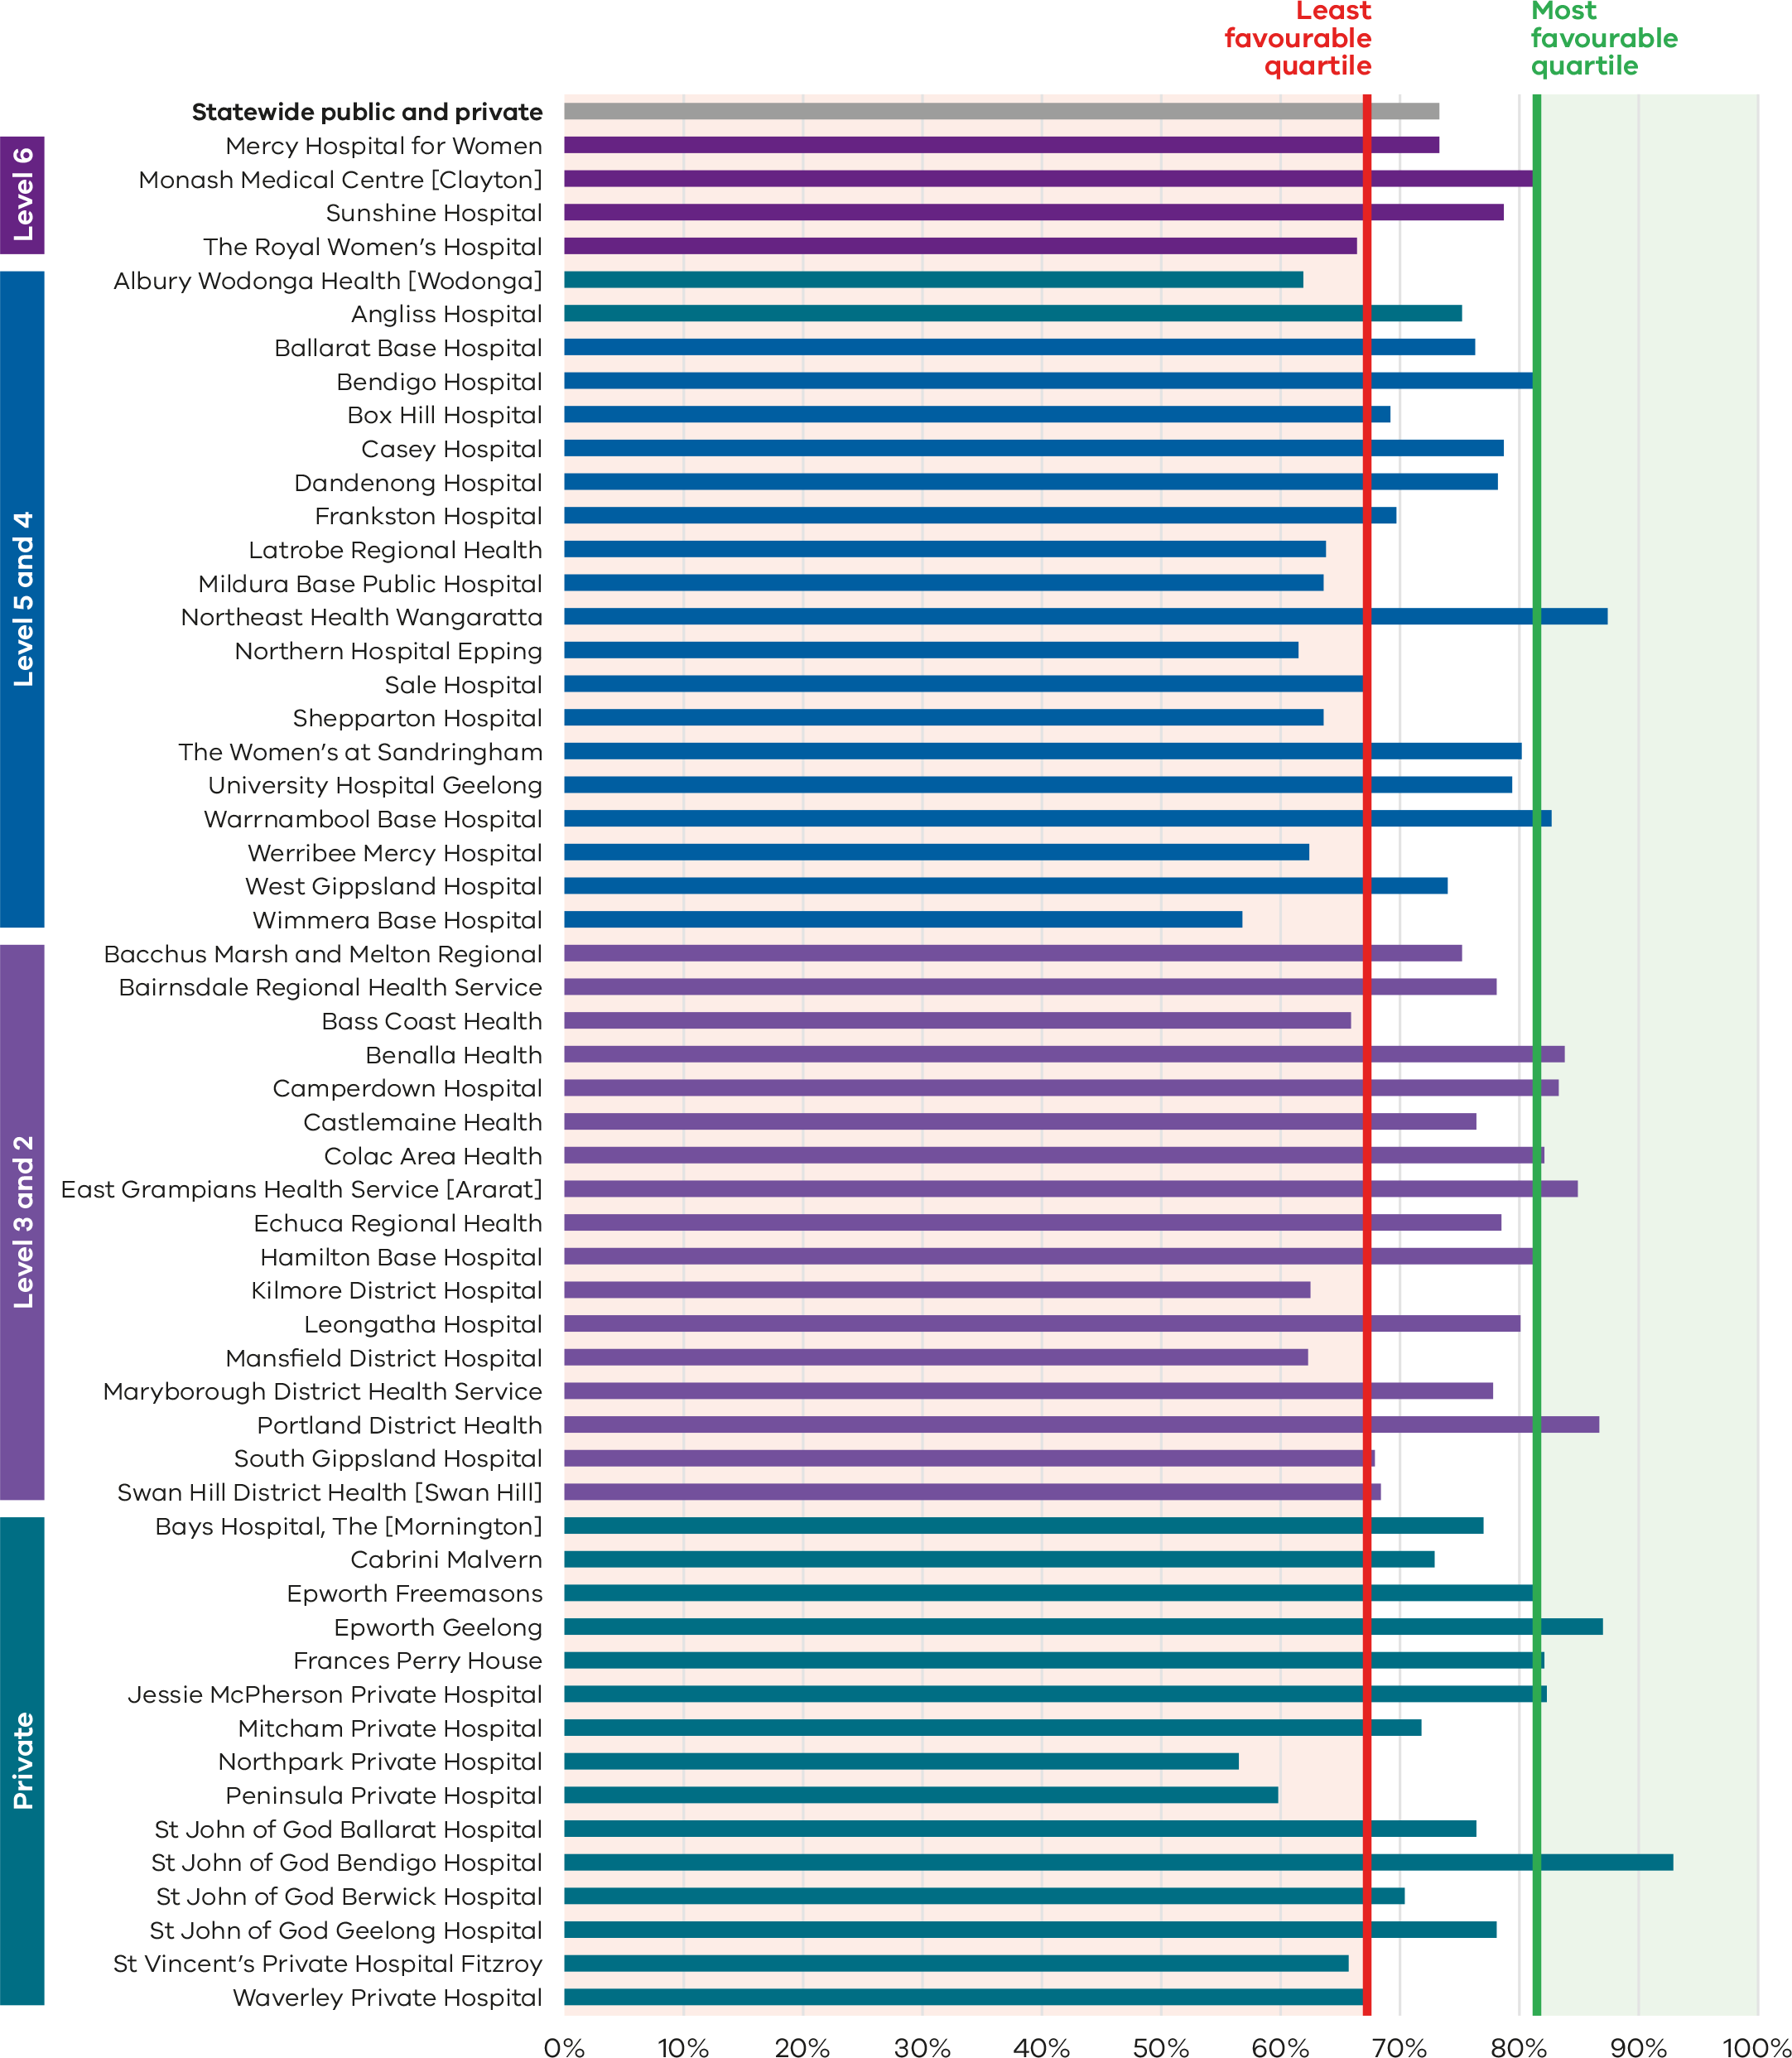 Least
favourable
quartile
Most
favourable
quartile
Statewide public and private
Level 6
Mercy Hospital for Women
Monash Medical Centre [Clayton]
Sunshine Hospital
The Royal Women's Hospital
Level 5 and 4
Albury Wodonga Health [Wodonga]
Angliss Hospital
Ballarat Base Hospital
Bendigo Hospital
Box Hill Hospital
Casey Hospital
Dandenong Hospital
Frankston Hospital
Latrobe Regional Health
Mildura Base Public Hospital
Northeast Health Wangaratta
Northern Hospital Epping
Sale Hospital
Shepparton Hospital
The Women's at Sandringham
University Hospital Geelong
Warrnambool Base Hospital
Werribee Mercy Hospital
West Gippsland Hospital
Wimmera Base Hospital
Level 3 and 2
Bacchus Marsh and Melton Regional
Bairnsdale Regional Health Service
Bass Coast Health
Benalla Health
Camperdown Hospital
Castlemaine Health
Colac Area Health
East Grampians Health Service [Ararat]
Echuca Regional Health
Hamilton Base Hospital
Kilmore District Hospital
Leongatha Hospital
Mansfield District Hospital
Maryborough District Health Service
Portland District Health
South Gippsland Hospital
Swan Hill District Health [Swan Hill]
Private
Bays Hospital, The [Mornington]
Cabrini Malvern
Epworth Freemasons
Epworth Geelong
Frances Perry House
Jessie McPherson Private Hospital
Mitcham Private Hospital
Northpark Private Hospital
Peninsula Private Hospital
St John of God Ballarat Hospital
St John of God Bendigo Hospital
St John of God Berwick Hospital
St John of God Geelong Hospital
St Vincent's Private Hospital Fitzroy
Waverley Private Hospital
0% 10% 20% 30% 40% 50% 60% 70% 80% 90% 100%